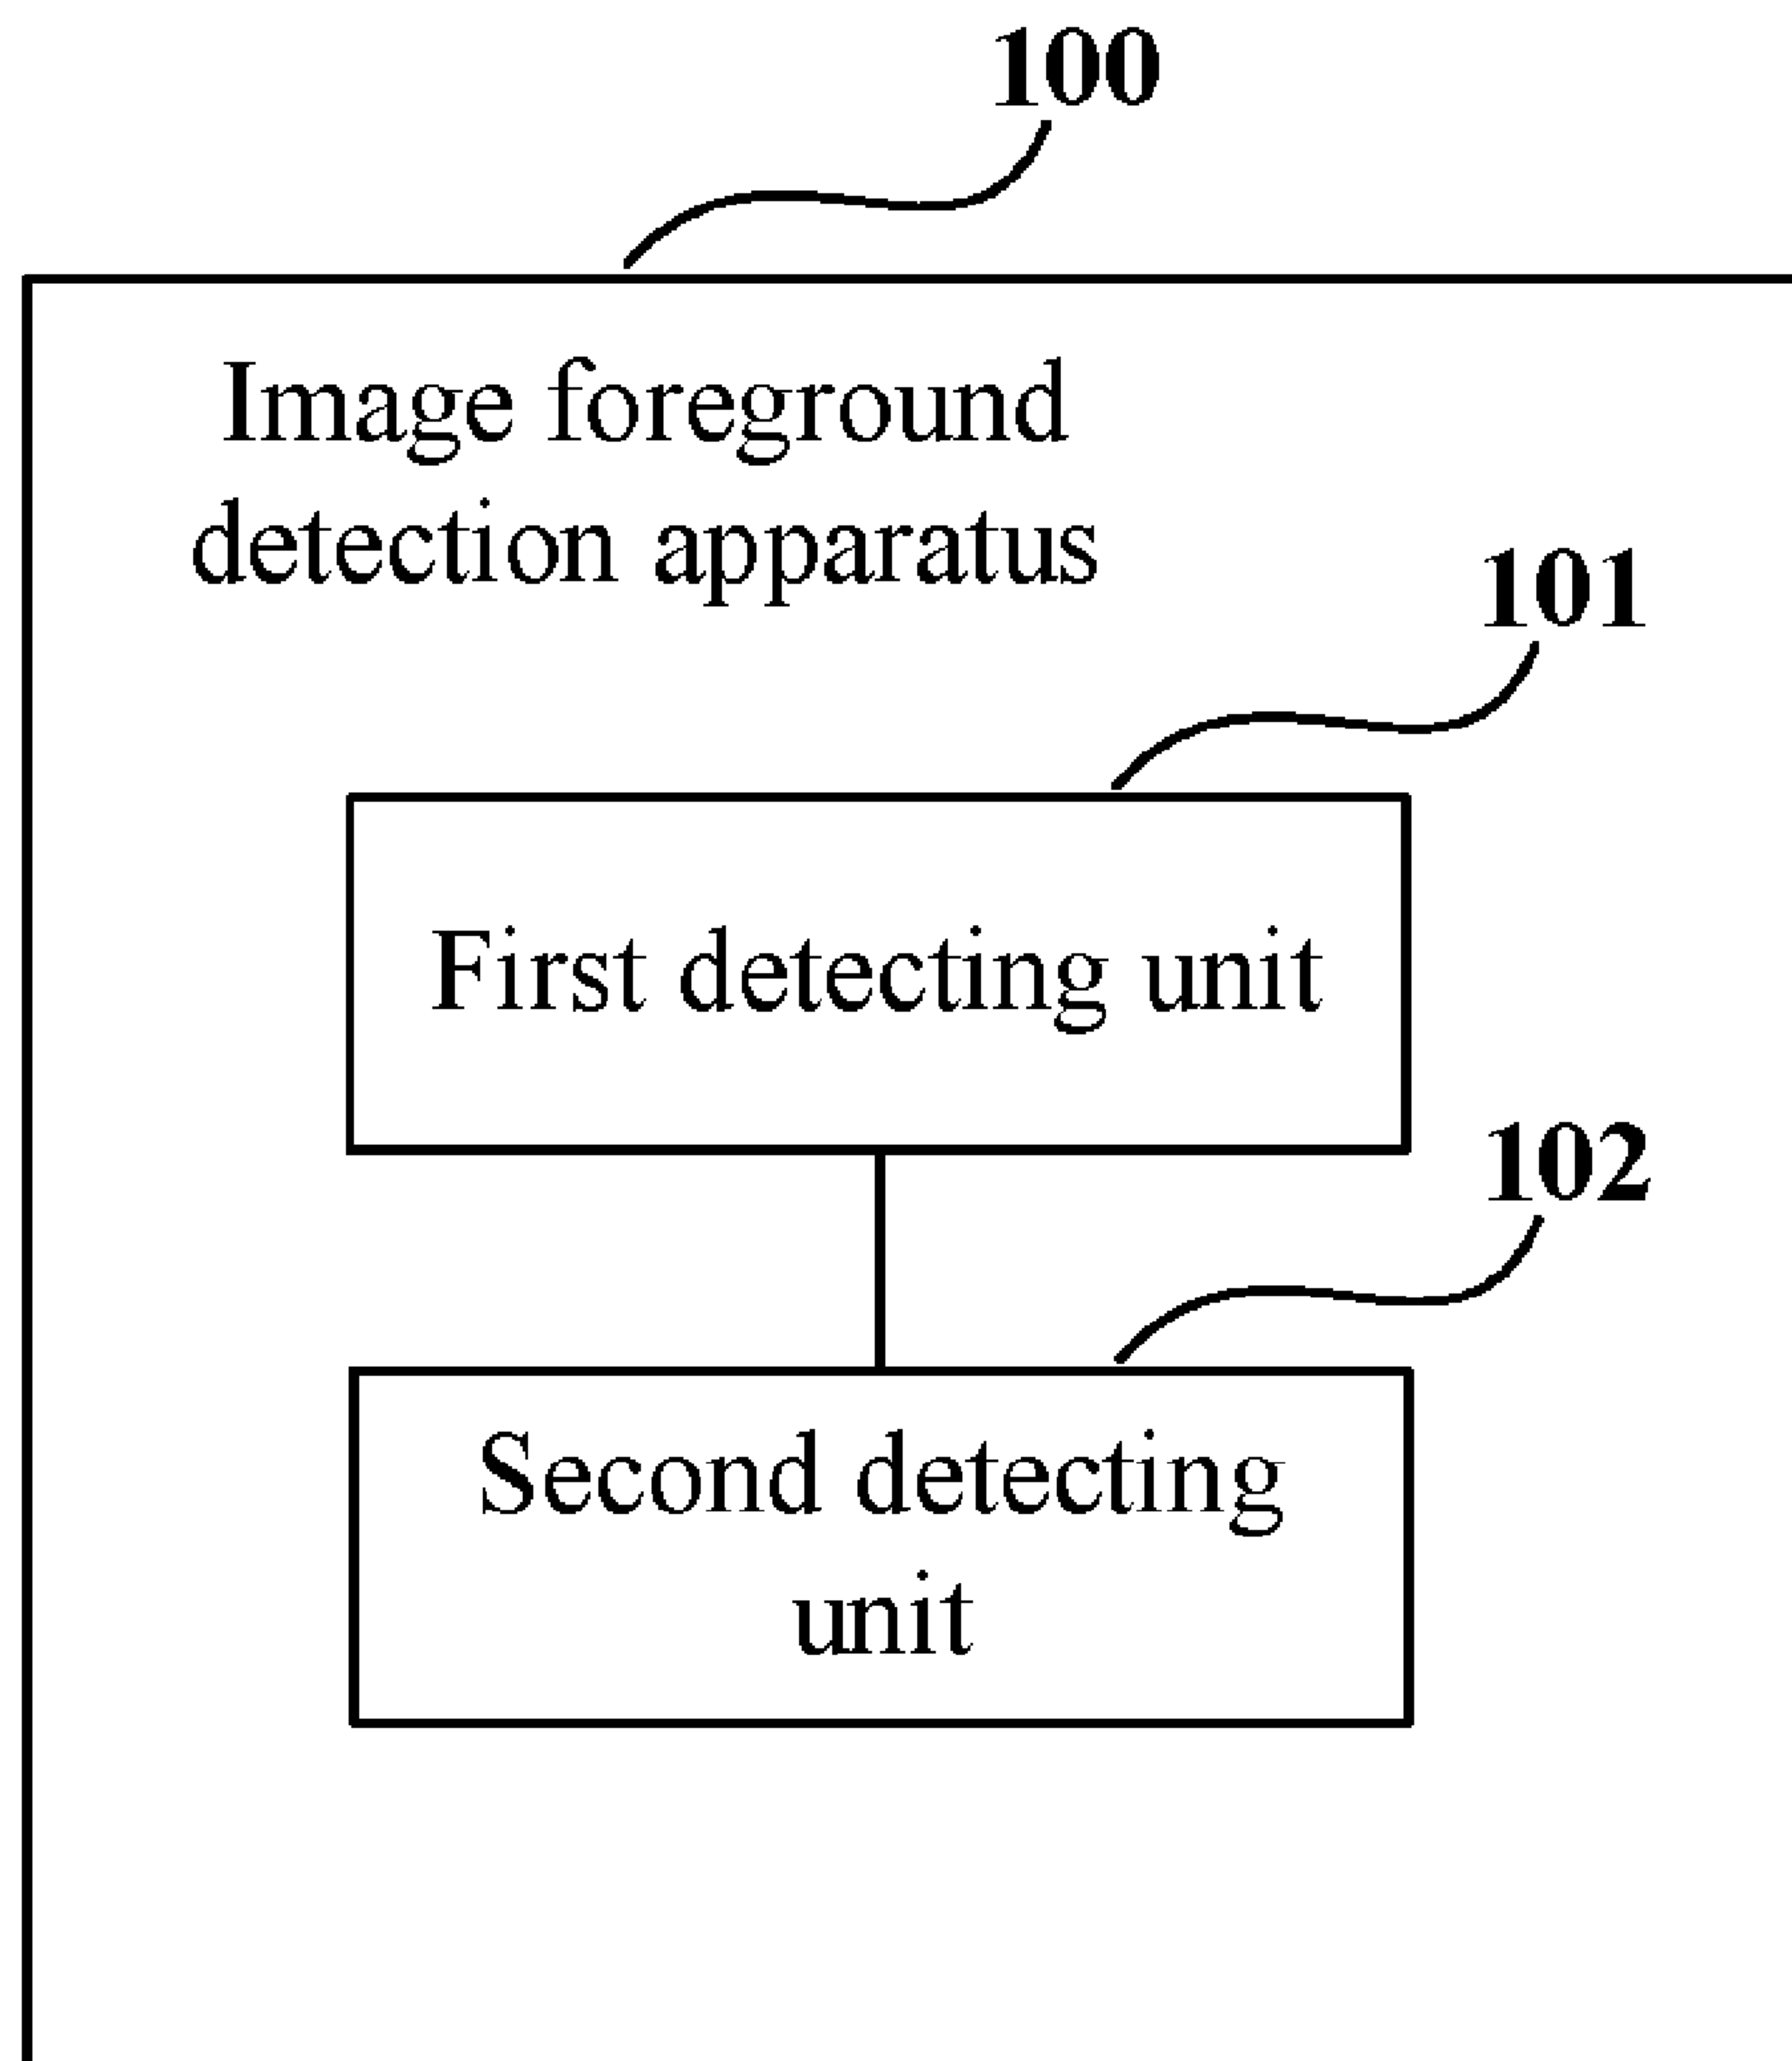 100
Image foreground
detection apparatus
101
First detecting unit
102
Second detecting
unit